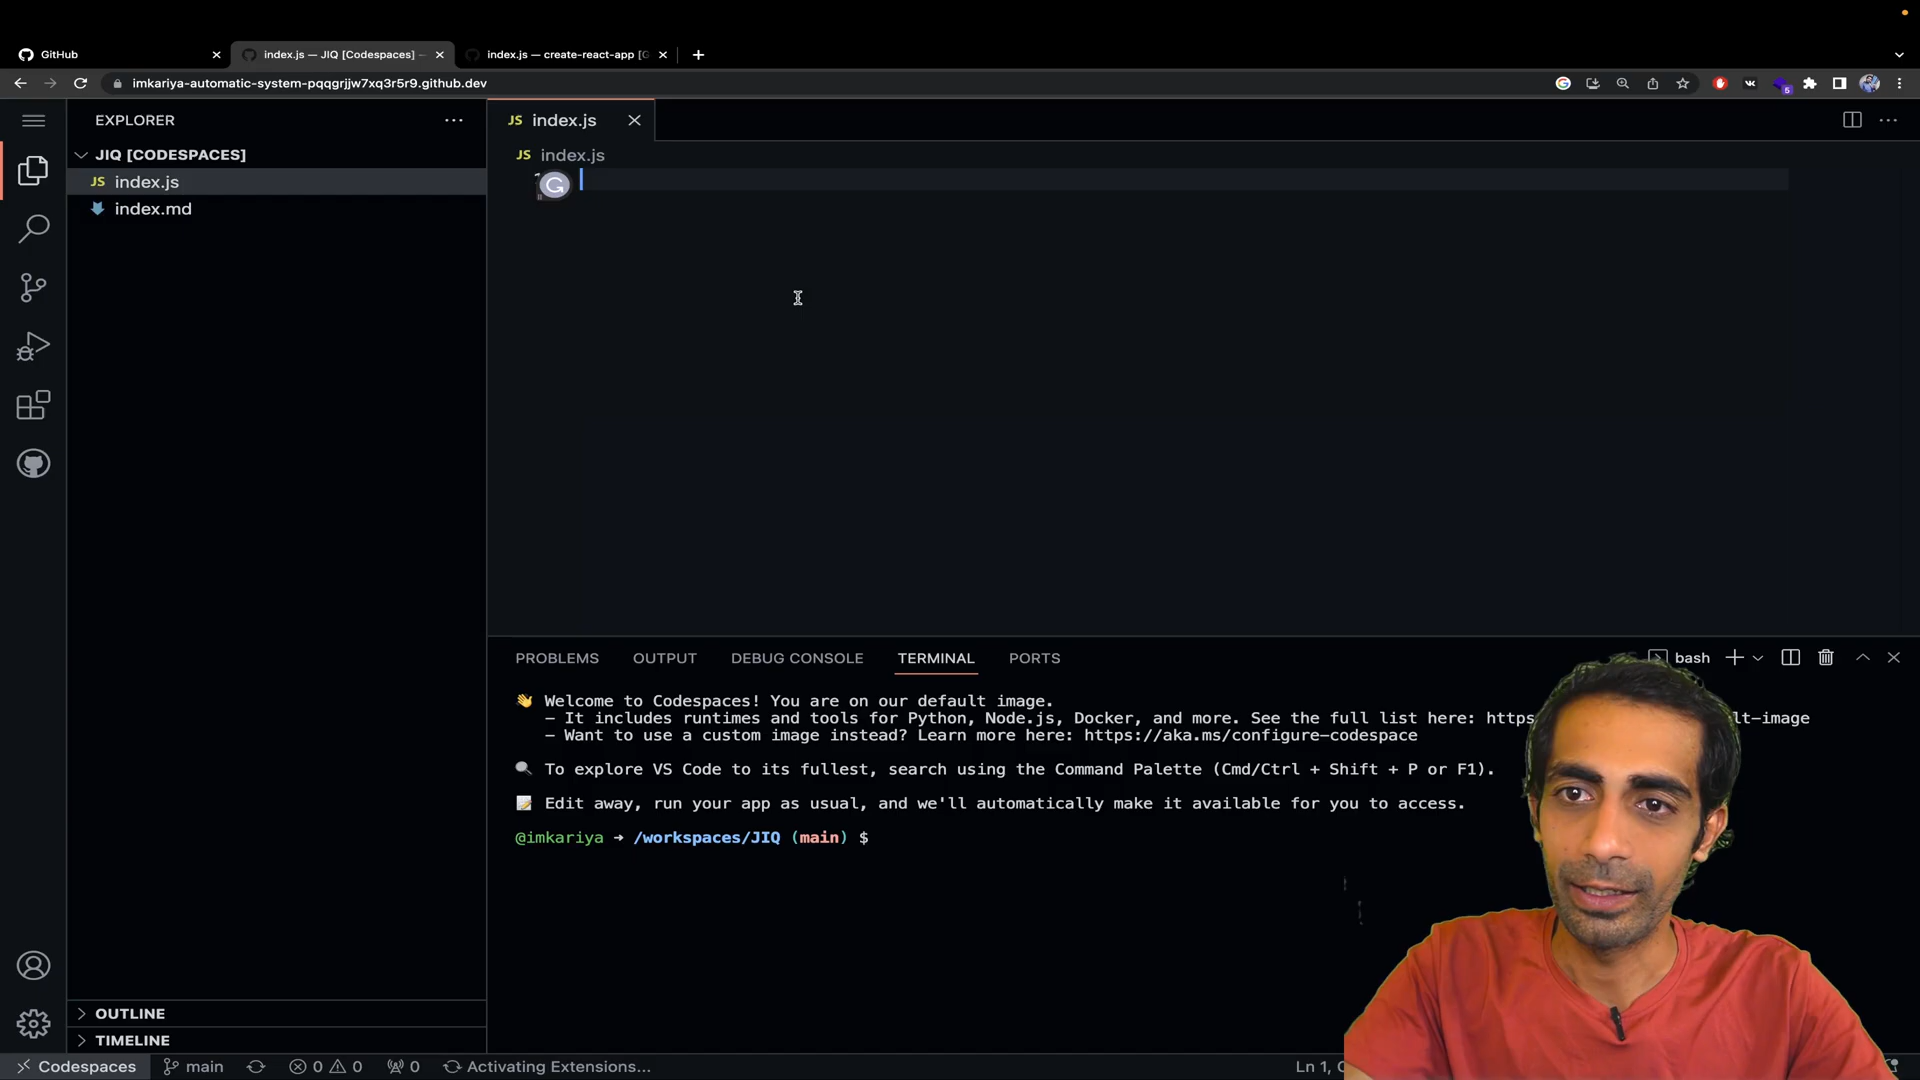 GitHub
index.js — JIQ [Codespaces] —
index.js — create-react-app [G
imkariya-automatic-system-pqqgrjjw7xq3r5r9.github.dev
5
EXPLORER
JIQ [CODESPACES]
JS index.js
index.md
JS index.js
JS index.js
G
PROBLEMS OUTPUT DEBUG CONSOLE TERMINAL PORTS
bash
👋 Welcome to Codespaces! You are on our default image.
– It includes runtimes and tools for Python, Node.js, Docker, and more. See the full list here: https lt-image
– Want to use a custom image instead? Learn more here: https://aka.ms/configure-codespace
🔍 To explore VS Code to its fullest, search using the Command Palette (Cmd/Ctrl + Shift + P or F1).
📝 Edit away, run your app as usual, and we'll automatically make it available for you to access.
@imkariya → /workspaces/JIQ (main) $
OUTLINE
TIMELINE
Codespaces main 0 0 0 Activating Extensions... Ln 1, C